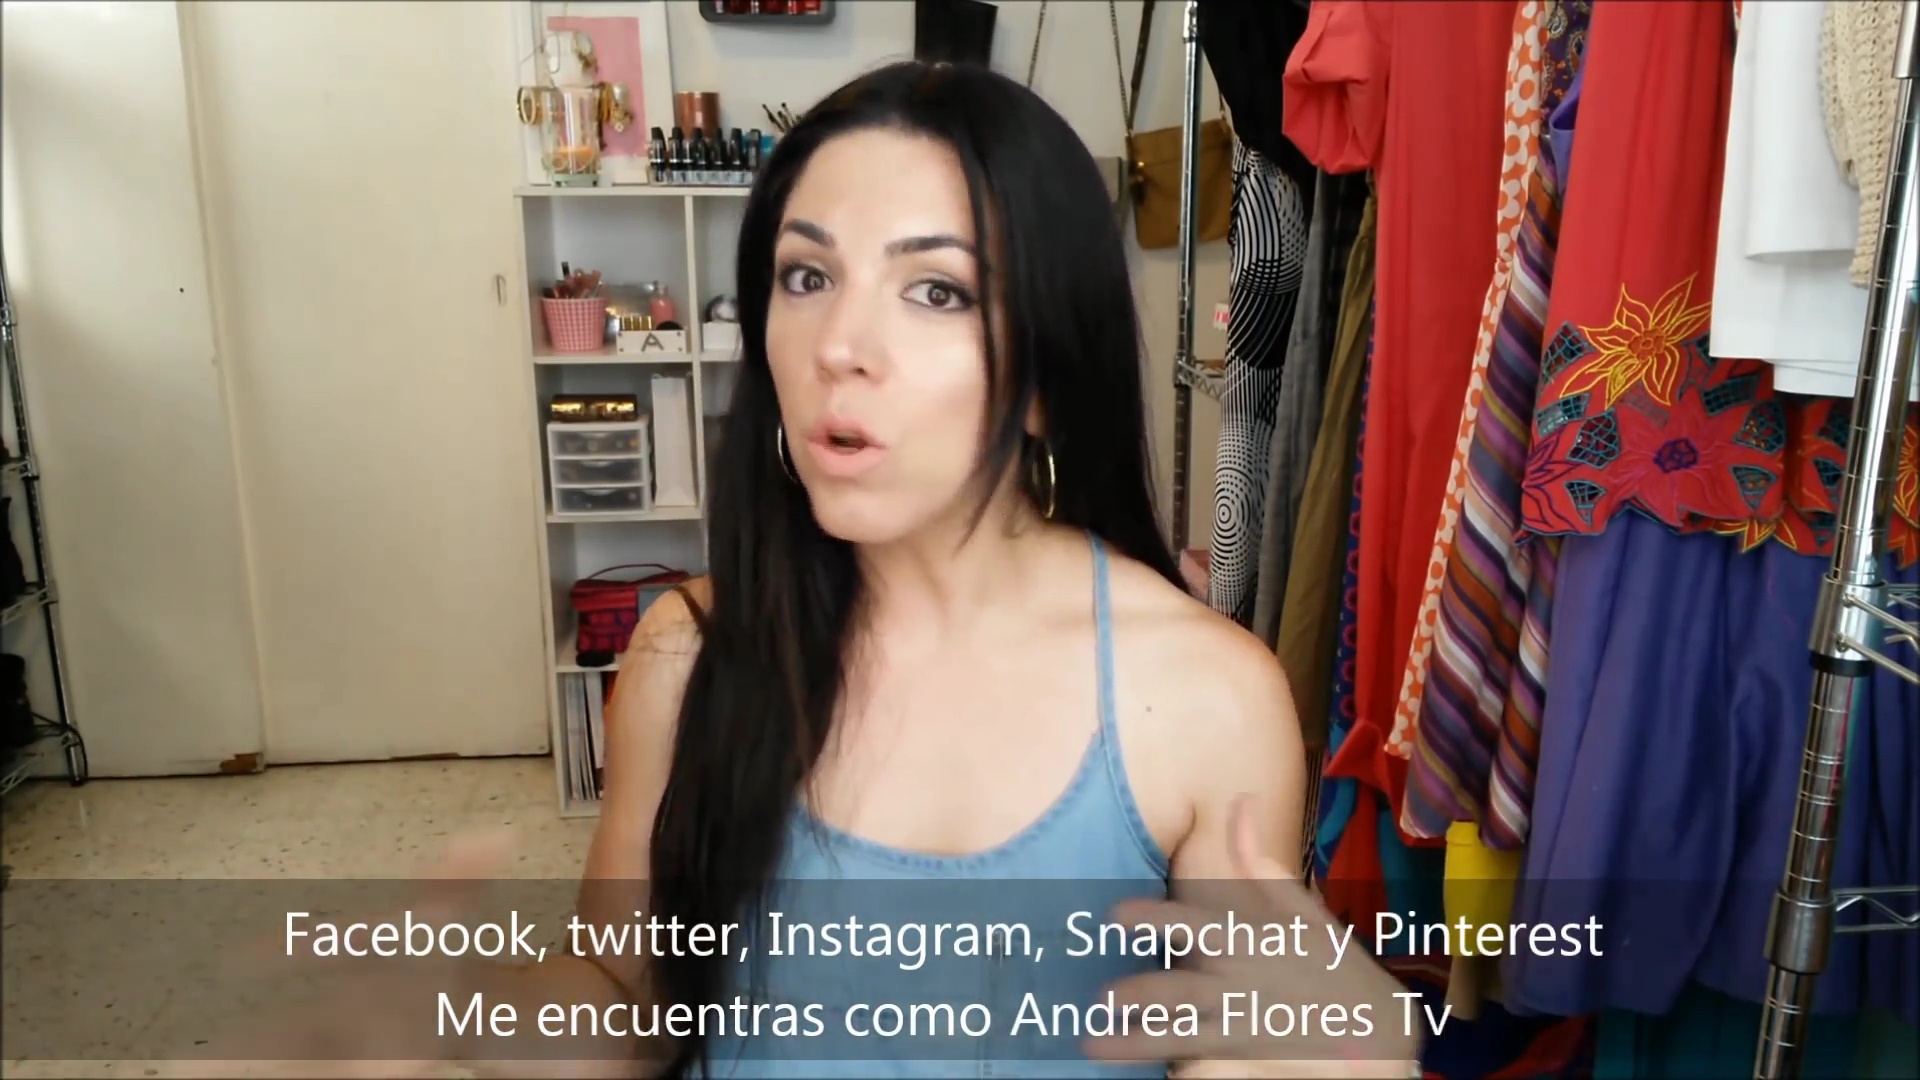 A
Facebook, twitter, Instagram, Snapchat y Pinterest
Me encuentras como Andrea Flores Tv